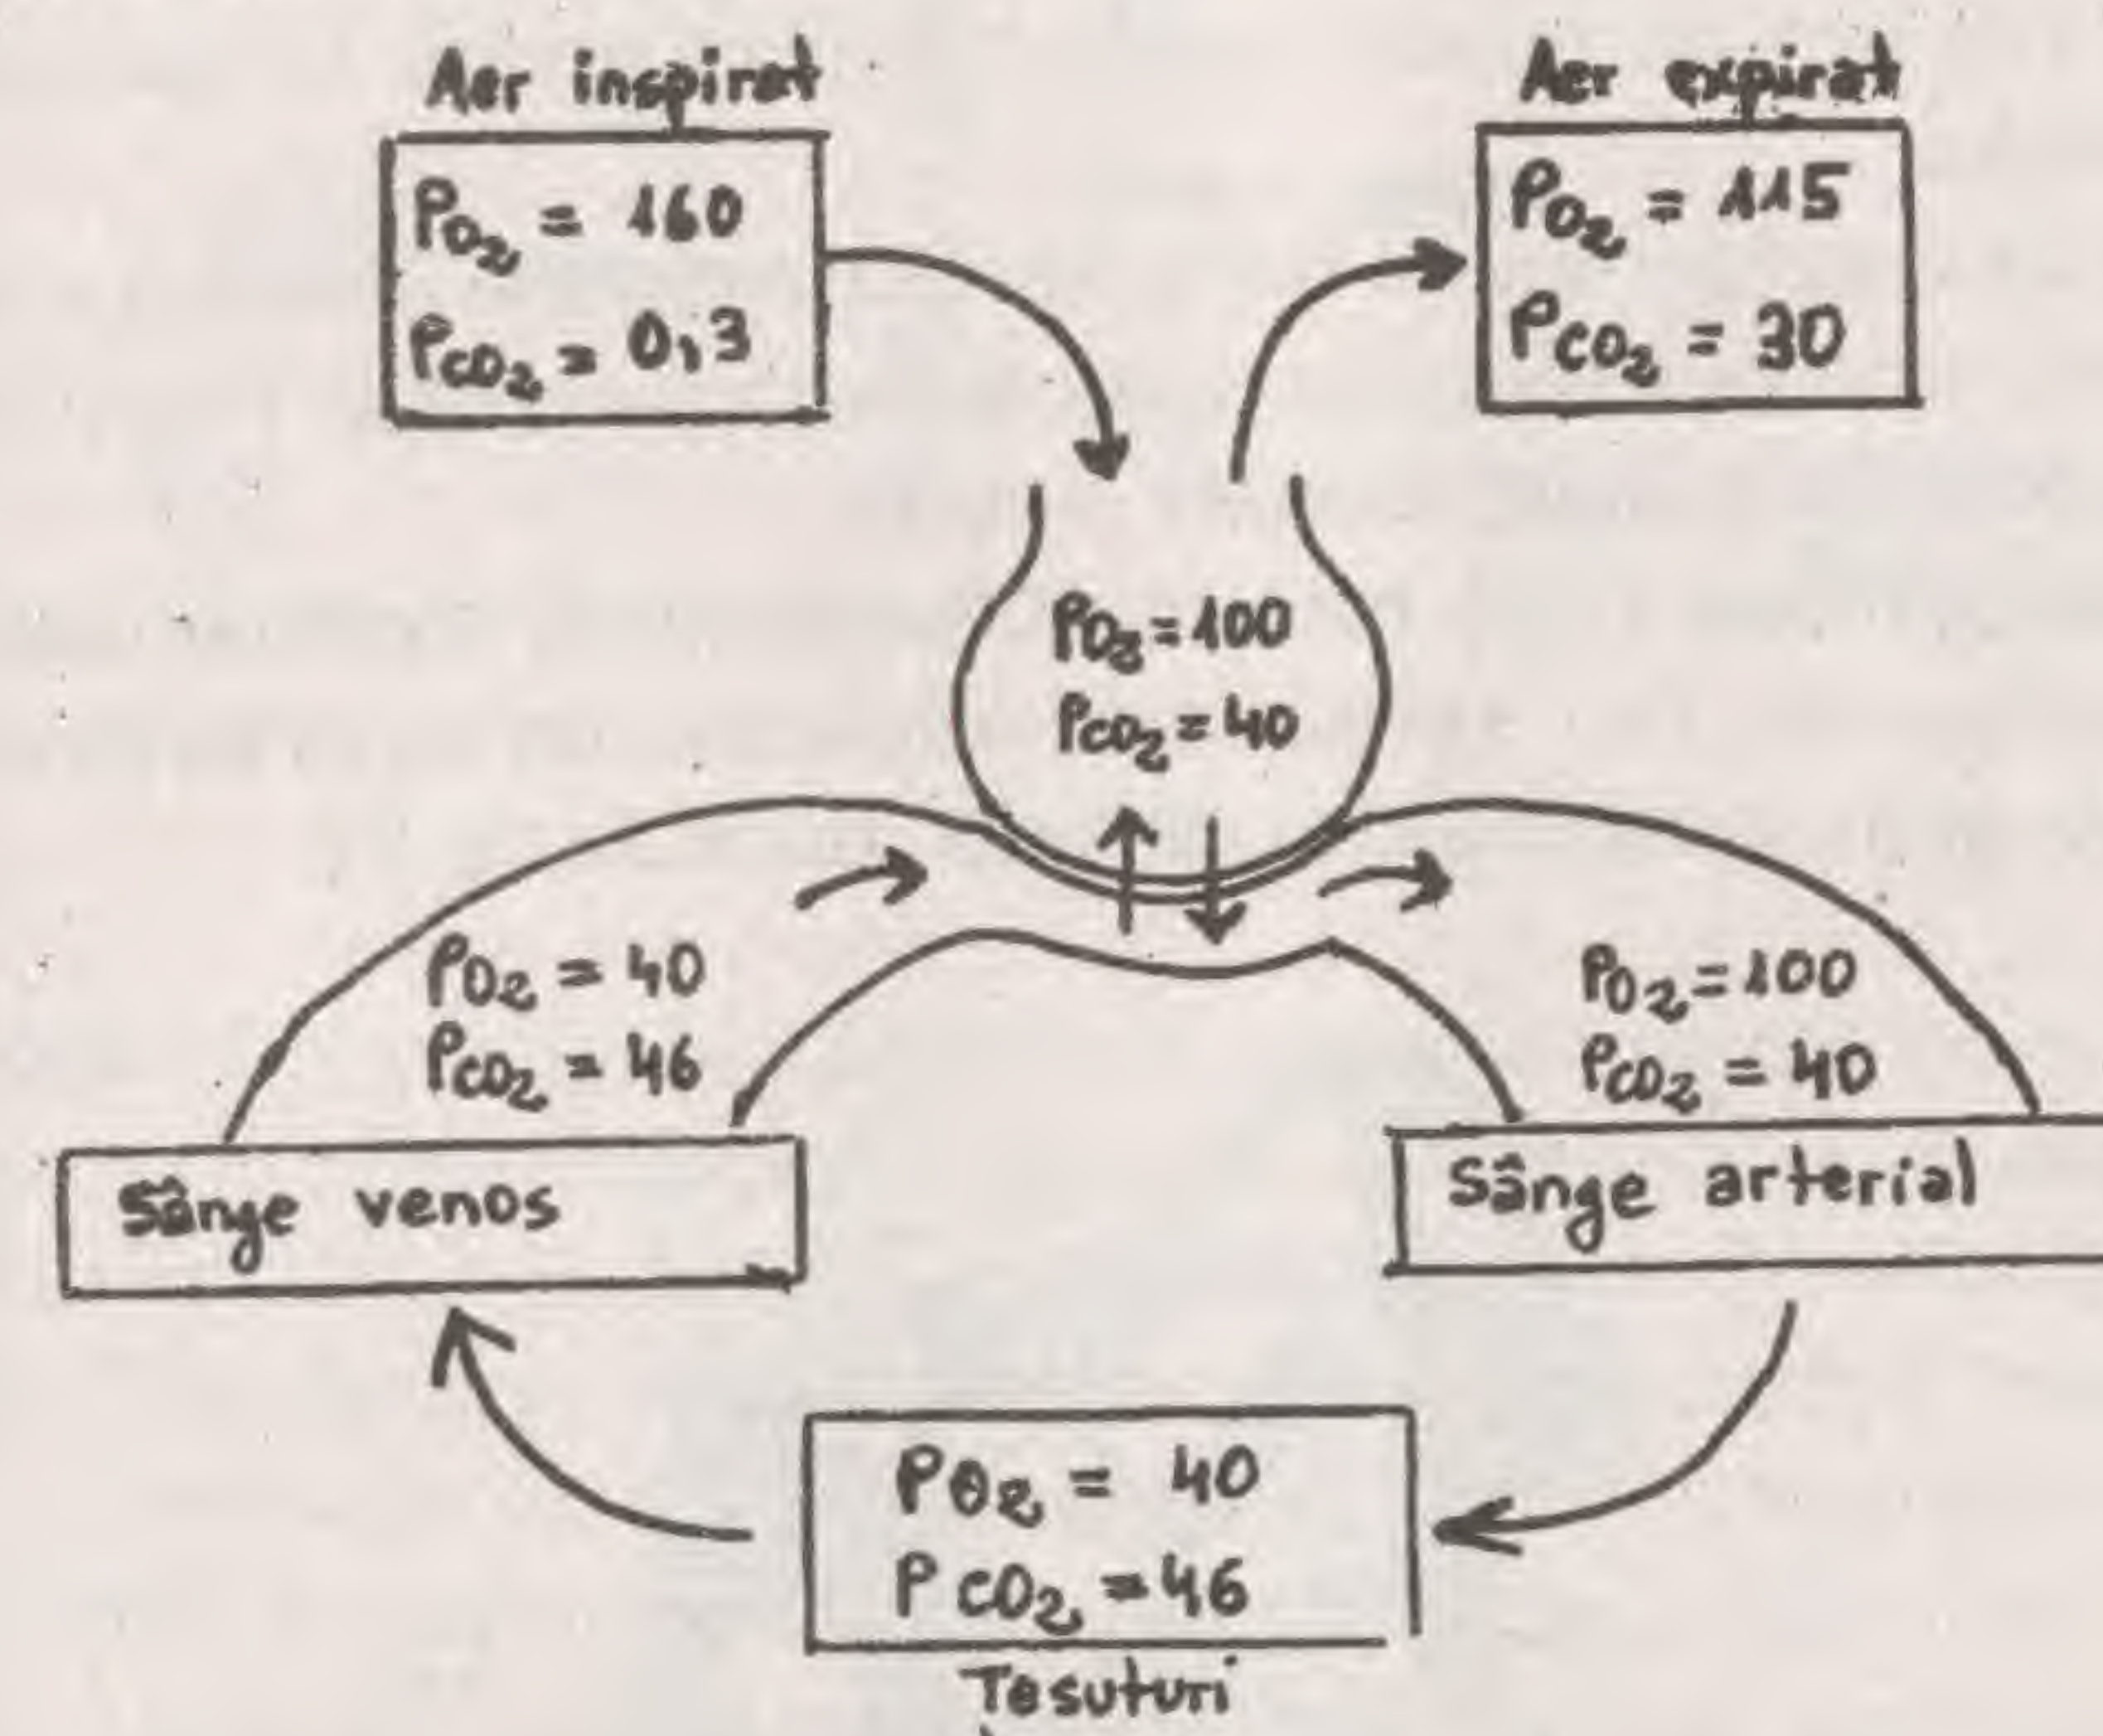 Aer inspirat
PO₂ = 160
PCO₂ = 0,3
Aer expirat
PO₂ = 115
PCO₂ = 30
PO₂ = 100
PCO₂ = 40
PO₂ = 40
PCO₂ = 46
PO₂ = 100
PCO₂ = 40
Sânge venos
Sânge arterial
PO₂ = 40
PCO₂ = 46
Țesuturi